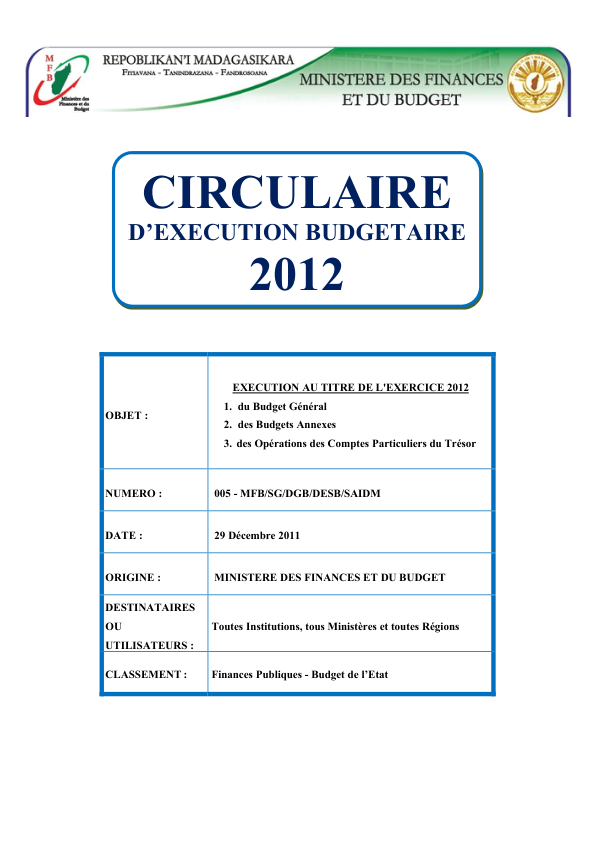 MFB
Ministère des
Finances et du
Budget
REPOBLIKAN'I MADAGASIKARA
FITIAVANA - TANINDRAZANA - FANDROSOANA
MINISTERE DES FINANCES
ET DU BUDGET
CIRCULAIRE
D'EXECUTION BUDGETAIRE
2012
OBJET :
EXECUTION AU TITRE DE L'EXERCICE 2012
1. du Budget Général
2. des Budgets Annexes
3. des Opérations des Comptes Particuliers du Trésor
NUMERO :
005 - MFB/SG/DGB/DESB/SAIDM
DATE :
29 Décembre 2011
ORIGINE :
MINISTERE DES FINANCES ET DU BUDGET
DESTINATAIRES
OU
UTILISATEURS :
Toutes Institutions, tous Ministères et toutes Régions
CLASSEMENT :
Finances Publiques - Budget de l'Etat